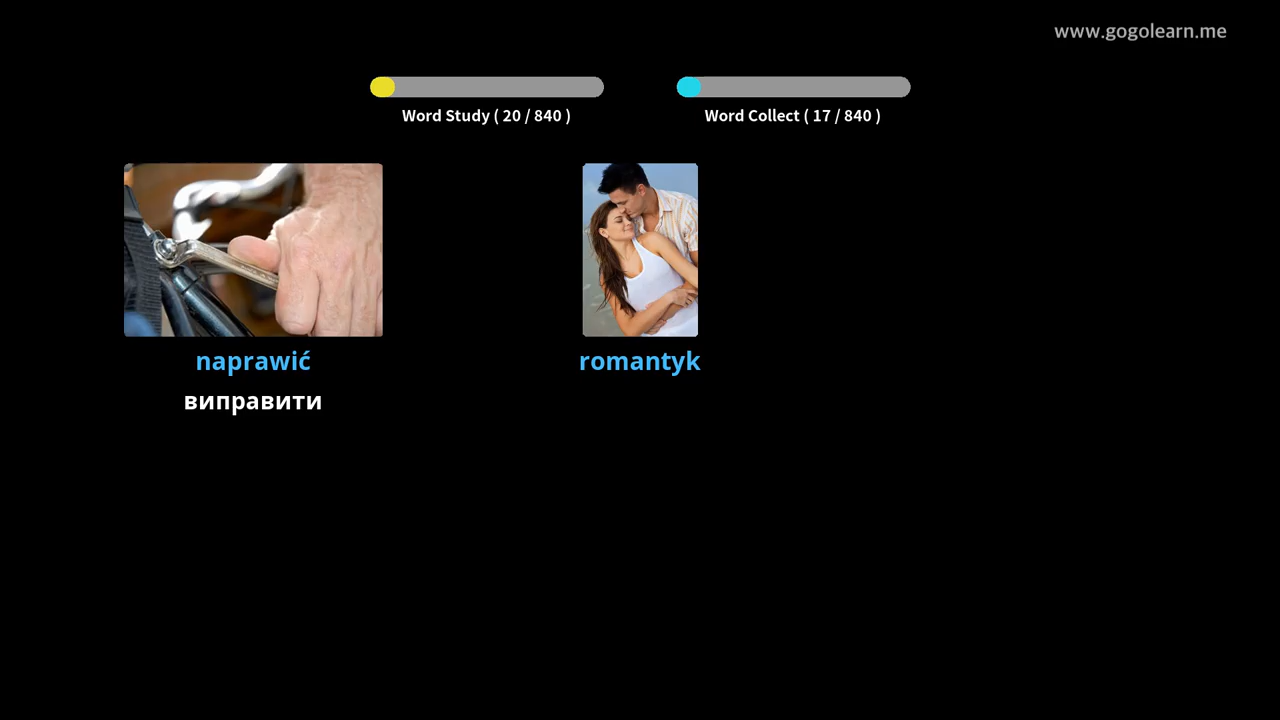 www.gogolearn.me
Word Study ( 20 / 840 )
Word Collect ( 17 / 840 )
naprawić
romantyk
виправити